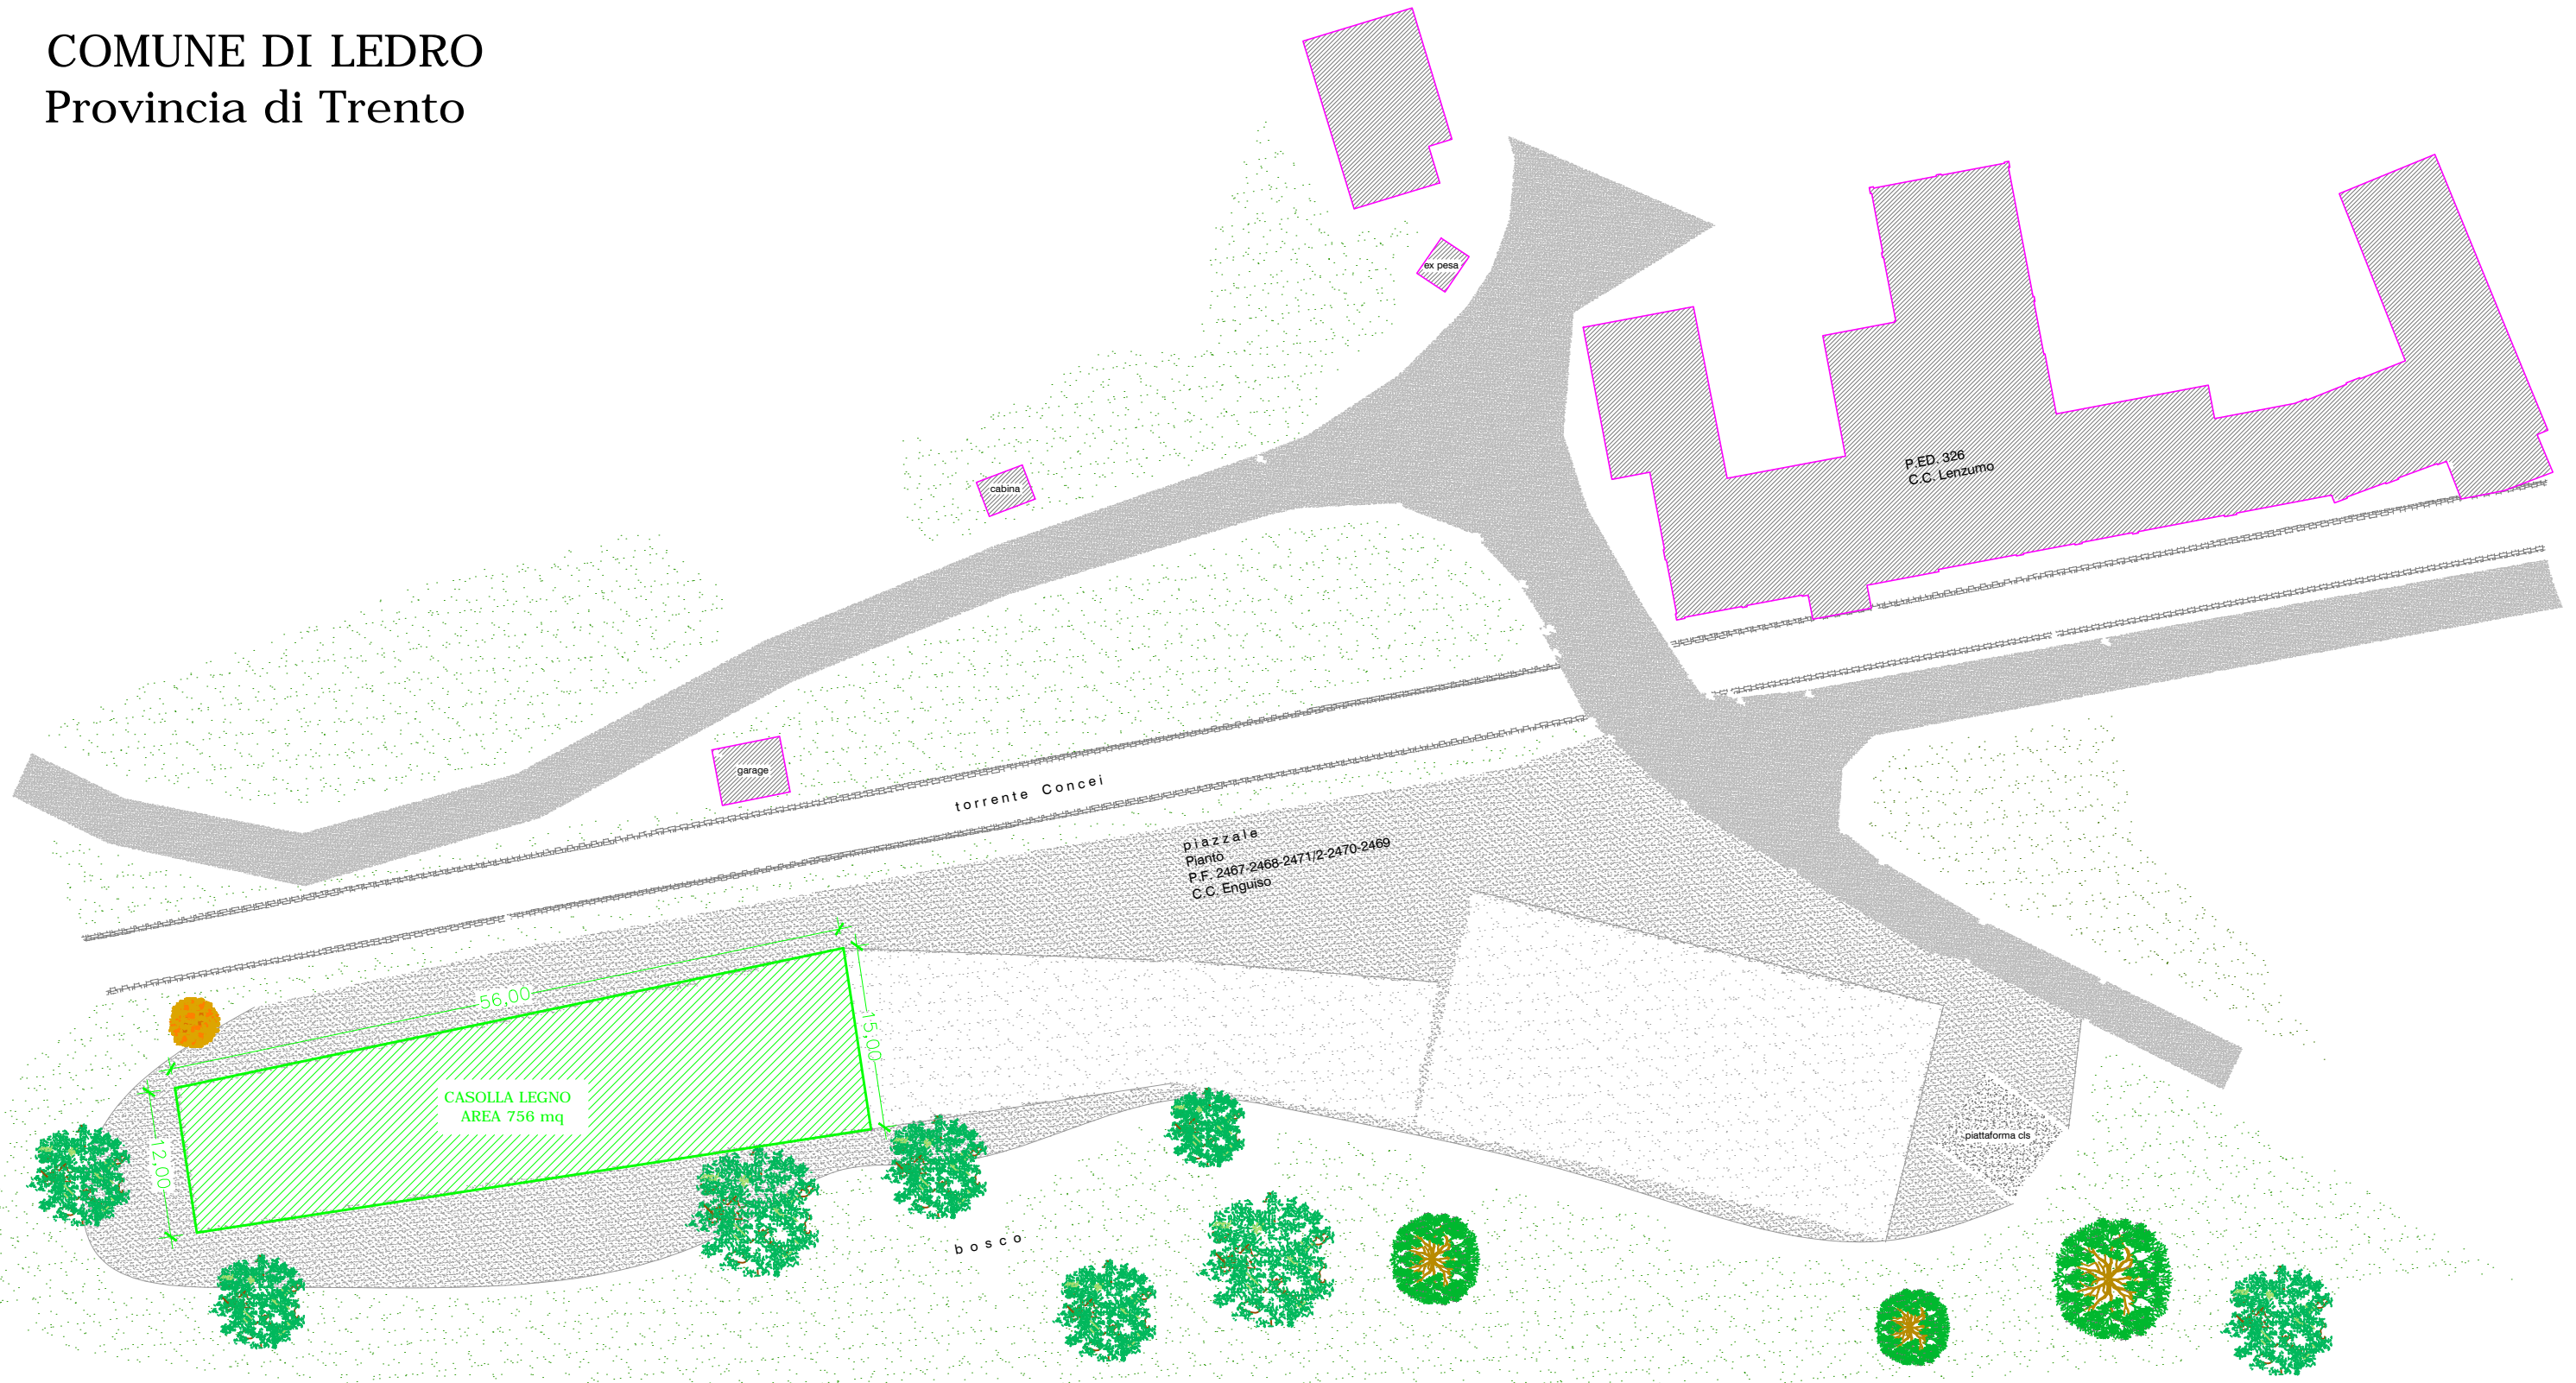 COMUNE DI LEDRO
Provincia di Trento
ex pesa
P.ED. 326
C.C. Lenzumo
cabina
garage
torrente Concei
piazzale
Piantò
P.F. 2467-2468-2471/2-2470-2469
C.C. Enguiso
56,00
15,00
CASOLLA LEGNO
AREA 756 mq
12,00
piattaforma cls
bosco